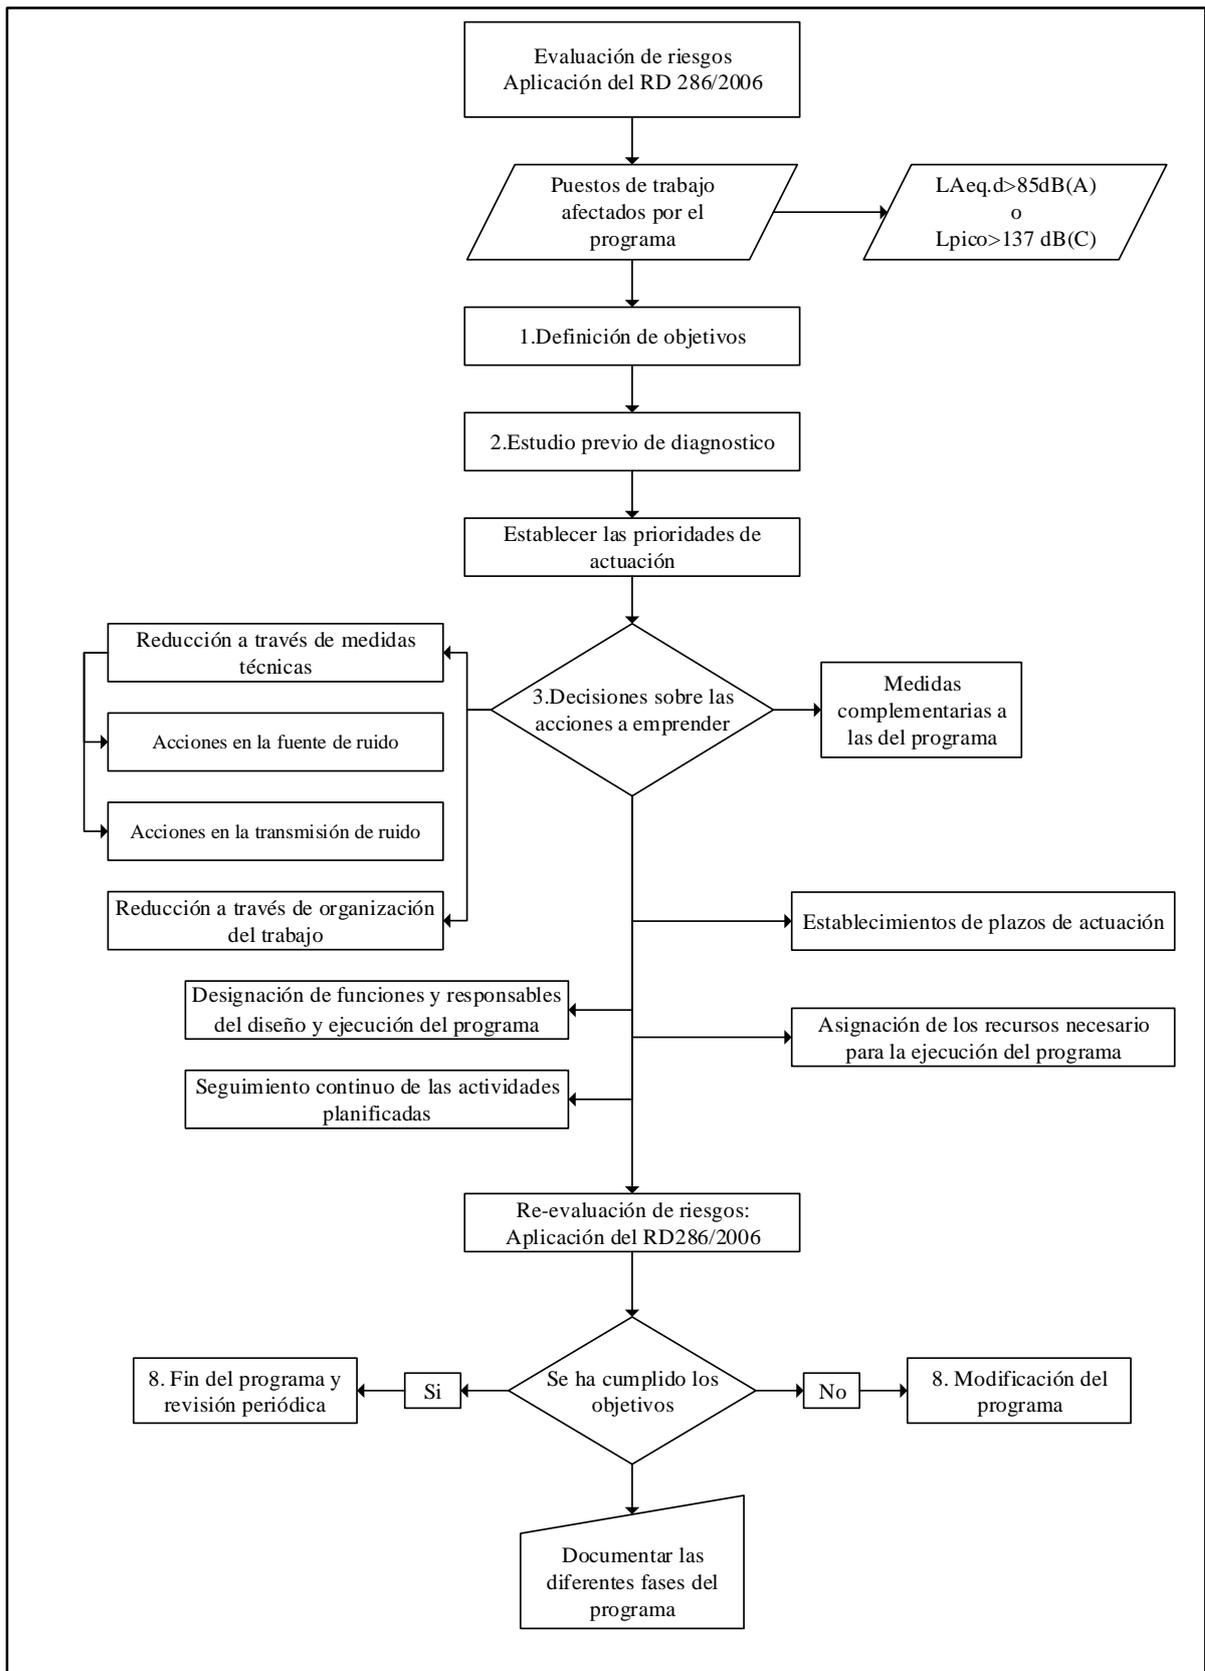 Evaluación de riesgos
Aplicación del RD 286/2006
Puestos de trabajo
afectados por el
programa
LAeq.d>85dB(A)
o
Lpico>137 dB(C)
1.Definición de objetivos
2.Estudio previo de diagnostico
Establecer las prioridades de
actuación
Reducción a través de medidas
técnicas
3.Decisiones sobre las
acciones a emprender
Medidas
complementarias a
las del programa
Acciones en la fuente de ruido
Acciones en la transmisión de ruido
Reducción a través de organización
del trabajo
Establecimientos de plazos de actuación
Designación de funciones y responsables
del diseño y ejecución del programa
Asignación de los recursos necesario
para la ejecución del programa
Seguimiento continuo de las actividades
planificadas
Re-evaluación de riesgos:
Aplicación del RD286/2006
8. Fin del programa y
revisión periódica
Si
Se ha cumplido los
objetivos
No
8. Modificación del
programa
Documentar las
diferentes fases del
programa